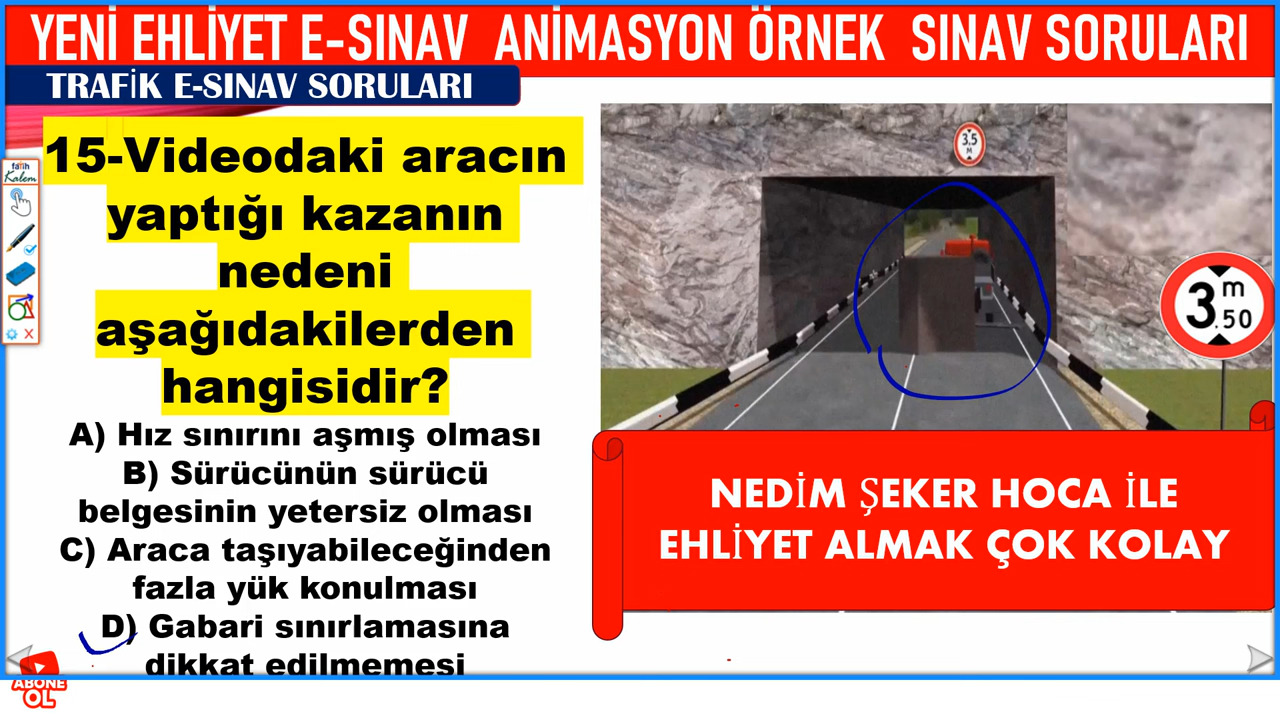 YENİ EHLİYET E-SINAV ANİMASYON ÖRNEK SINAV SORULARI
TRAFİK E-SINAV SORULARI
15-Videodaki aracın
yaptığı kazanın
nedeni
aşağıdakilerden
hangisidir?
A) Hız sınırını aşmış olması
B) Sürücünün sürücü
belgesinin yetersiz olması
C) Araca taşıyabileceğinden
fazla yük konulması
D) Gabari sınırlamasına
dikkat edilmemesi
fatih
Kalem
3,5
M
3 m
.50
NEDİM ŞEKER HOCA İLE
EHLİYET ALMAK ÇOK KOLAY
ABONE
OL